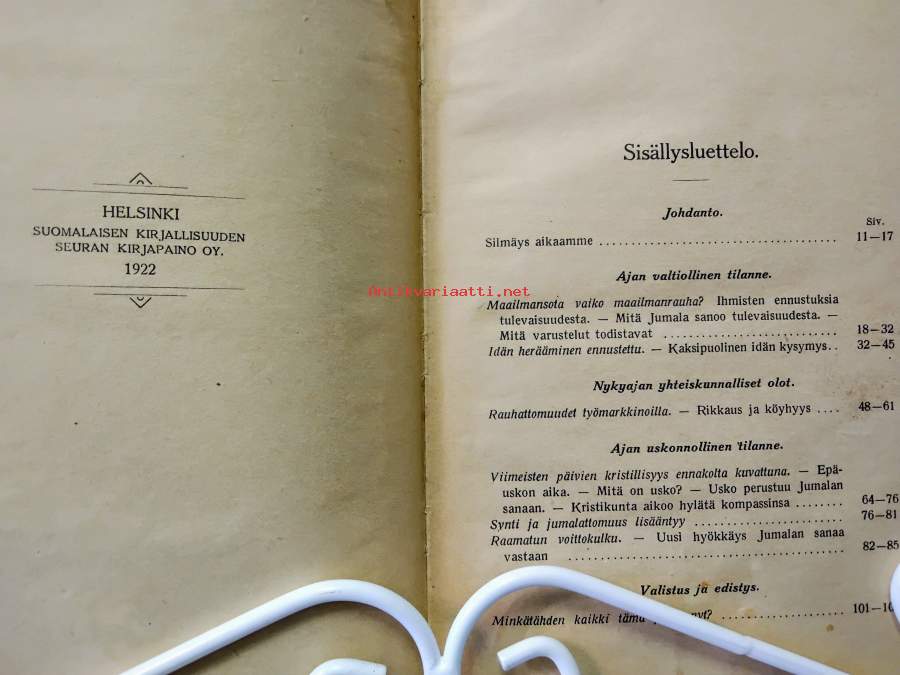 HELSINKI
SUOMALAISEN KIRJALLISUUDEN
SEURAN KIRJAPAINO OY.
1922
Antikvariaatti.net
Sisällysluettelo.
Johdanto.
Siv.
Silmäys aikaamme .................................... 11—17
Ajan valtiollinen tilanne.
Maailmansota vaiko maailmanrauha? Ihmisten ennustuksia
tulevaisuudesta. — Mitä Jumala sanoo tulevaisuudesta. —
Mitä varustelut todistavat ........................... 18—32
Idän herääminen ennustettu. — Kaksipuolinen idän kysymys.. 32—45
Nykyajan yhteiskunnalliset olot.
Rauhattomuudet työmarkkinoilla. — Rikkaus ja köyhyys .... 48—61
Ajan uskonnollinen tilanne.
Viimeisten päivien kristillisyys ennakolta kuvattuna. — Epä-
uskon aika. — Mitä on usko? — Usko perustuu Jumalan
sanaan. — Kristikunta aikoo hylätä kompassinsa ........ 64—76
Synti ja jumalattomuus lisääntyy ....................... 76—81
Raamatun voittokulku. — Uusi hyökkäys Jumalan sanaa
vastaan .......................................... 82—85
Valistus ja edistys.
Minkätähden kaikki tämä ................... 101—